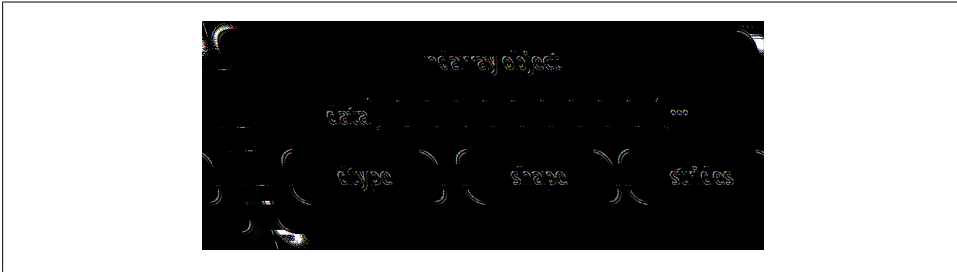 ndarray object
data ...
dtype shape strides